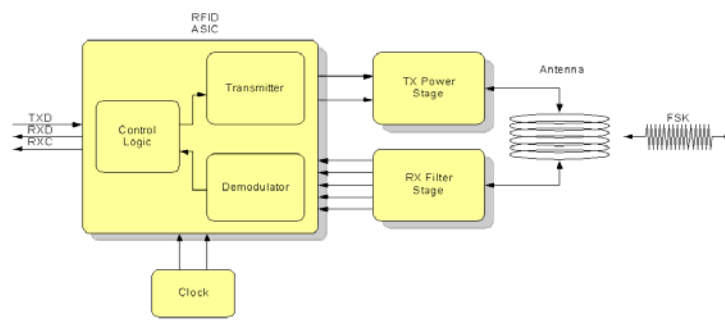 RFID
ASIC
Transmitter
TX Power
Stage
Antenna
TXD
RXD
RXC
Control
Logic
FSK
Demodulator
RX Filter
Stage
Clock